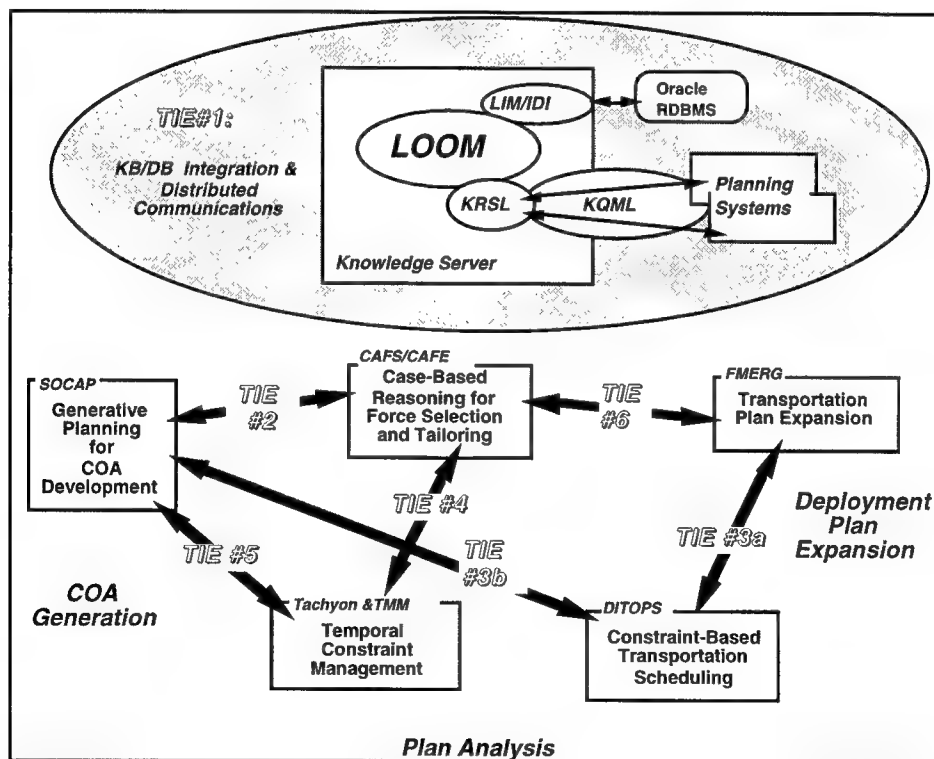 TIE#1:
KB/DB Integration &
Distributed
Communications
LIM/IDI
Oracle
RDBMS
LOOM
KRSL
KQML
Planning
Systems
Knowledge Server
SOCAP
Generative
Planning
for
COA
Development
TIE
#2
CAFS/CAFE
Case-Based
Reasoning for
Force Selection
and Tailoring
TIE
#6
FMERG
Transportation
Plan Expansion
TIE #4
TIE #5
TIE
#3b
TIE #3a
Deployment
Plan
Expansion
COA
Generation
Tachyon &TMM
Temporal
Constraint
Management
DITOPS
Constraint-Based
Transportation
Scheduling
Plan Analysis